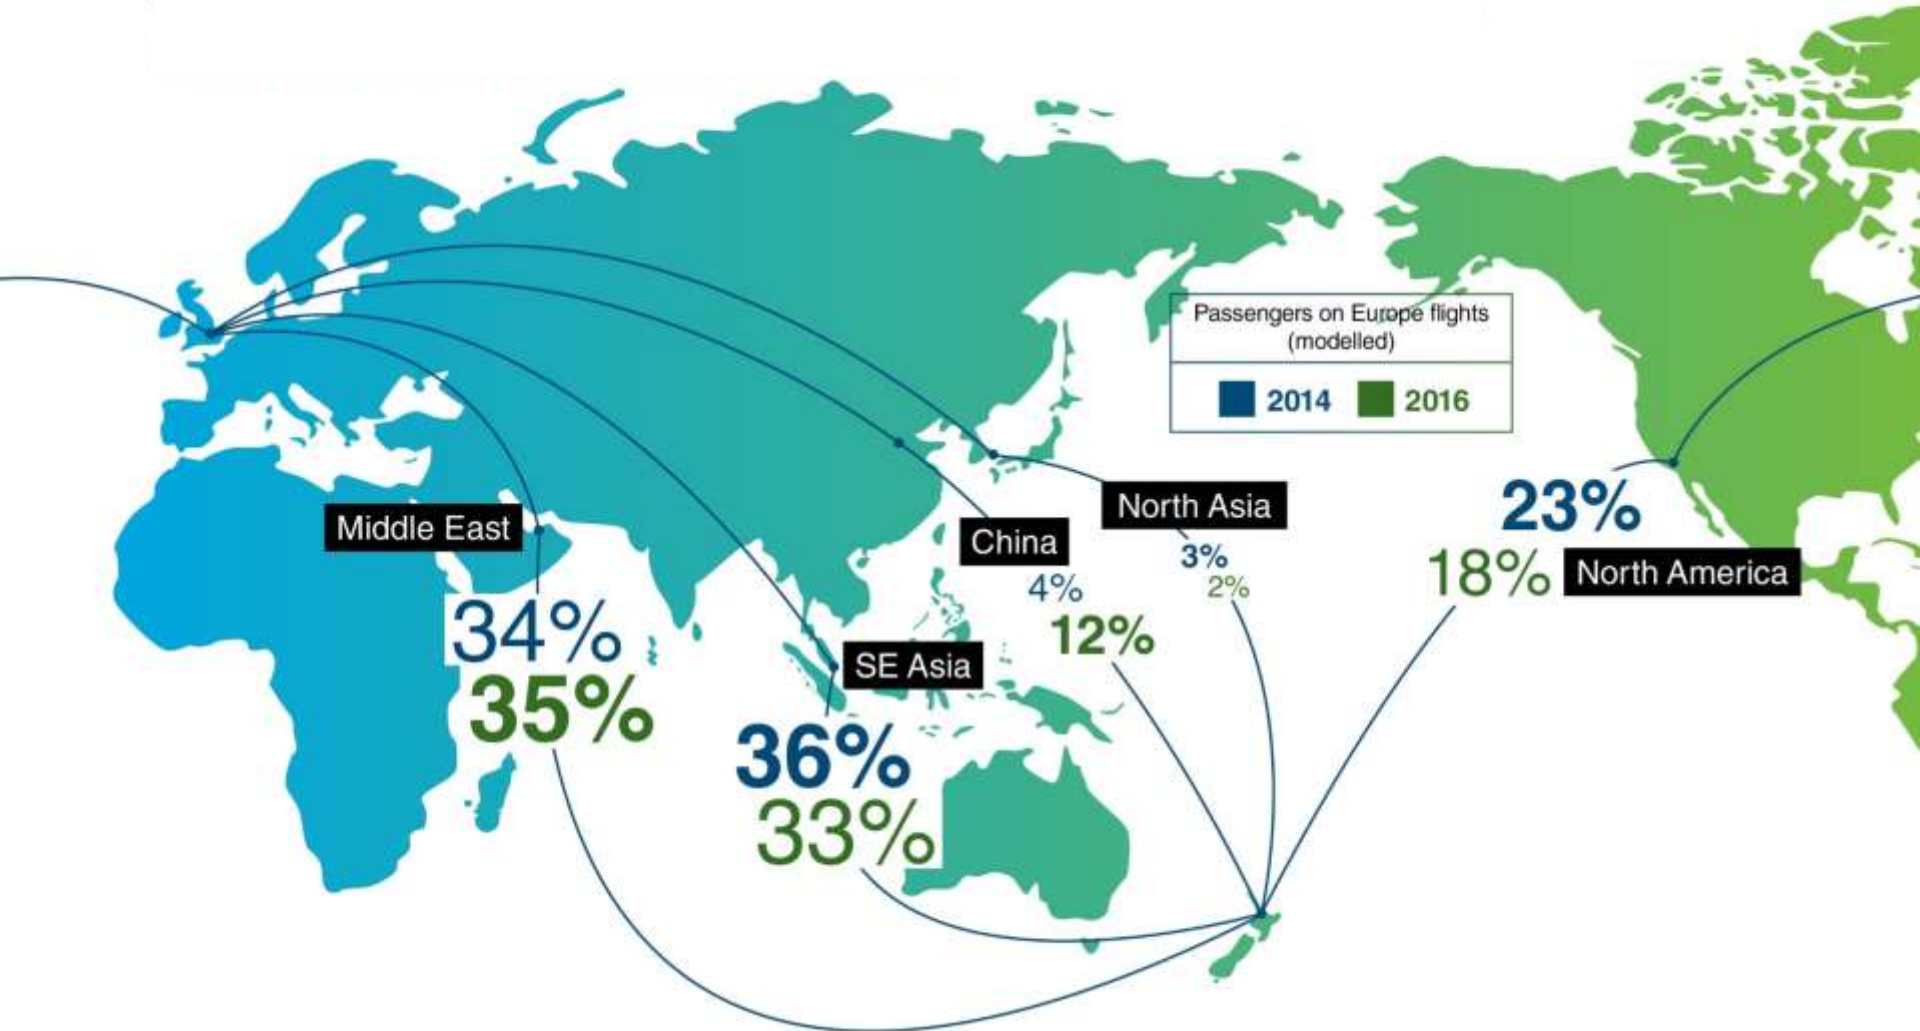 Passengers on Europe flights
(modelled)
2014 2016
Middle East
34%
35%
SE Asia
36%
33%
China
4%
12%
North Asia
3%
2%
23%
18% North America